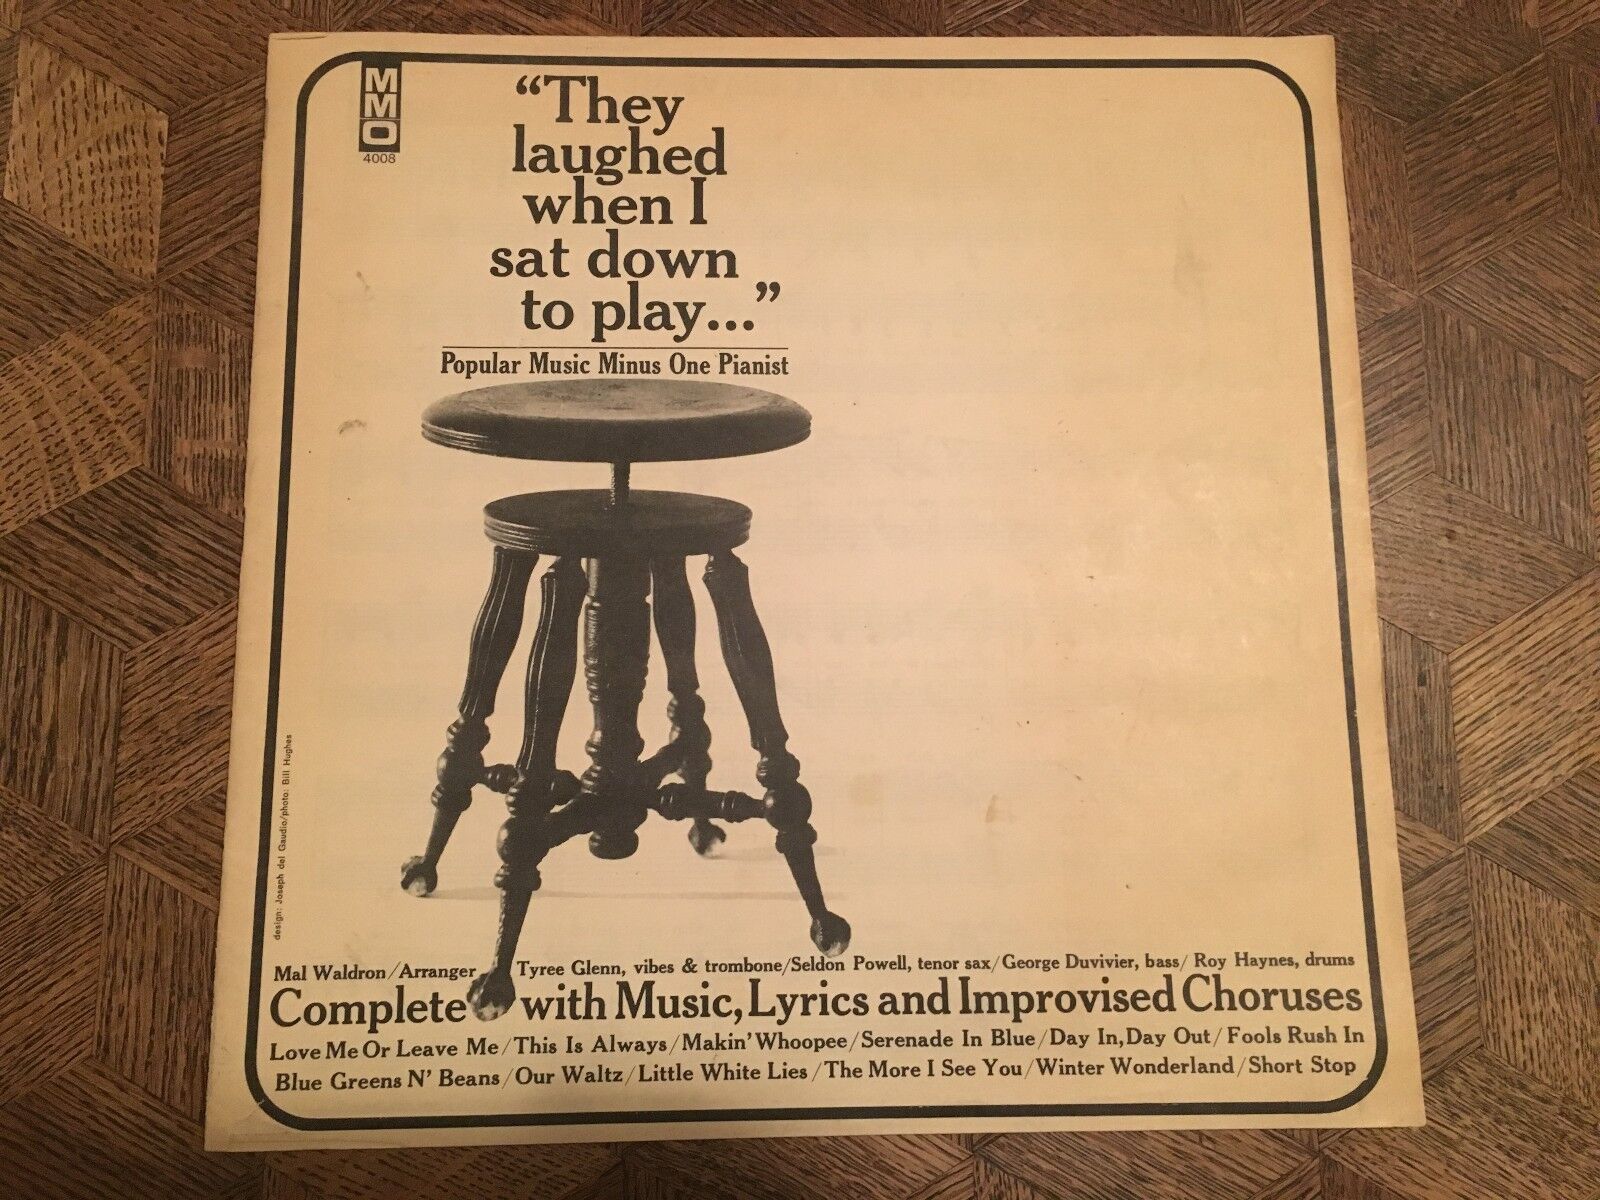 MMO
4008
“They
laughed
when I
sat down
to play...”
Popular Music Minus One Pianist
design: Joseph del Gaudio/photo: Bill Hughes
Mal Waldron/Arranger Tyree Glenn, vibes & trombone/Seldon Powell, tenor sax/George Duvivier, bass/Roy Haynes, drums
Complete with Music, Lyrics and Improvised Choruses
Love Me Or Leave Me/This Is Always/Makin' Whoopee/Serenade In Blue/Day In, Day Out/Fools Rush In
Blue Greens N' Beans/Our Waltz/Little White Lies/The More I See You/Winter Wonderland/Short Stop